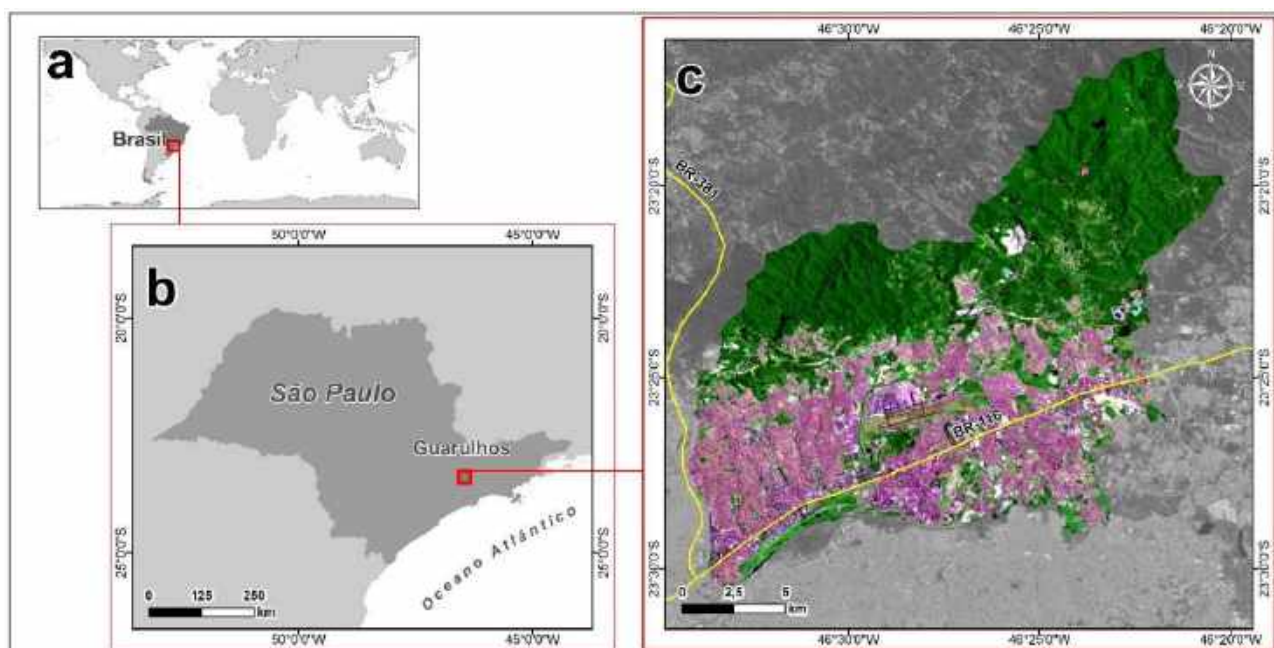 a
Brasil
b
50°0'0"W
45°0'0"W
20°0'0"S
20°0'0"S
São Paulo
Guarulhos
Oceano Atlântico
25°0'0"S
25°0'0"S
0 125 250
km
50°0'0"W
45°0'0"W
c
46°30'0"W
46°25'0"W
46°20'0"W
N
S
BR-381
23°20'0"S
23°20'0"S
23°25'0"S
23°25'0"S
BR-116
23°30'0"S
23°30'0"S
0 2,5 5
km
46°30'0"W
46°25'0"W
46°20'0"W